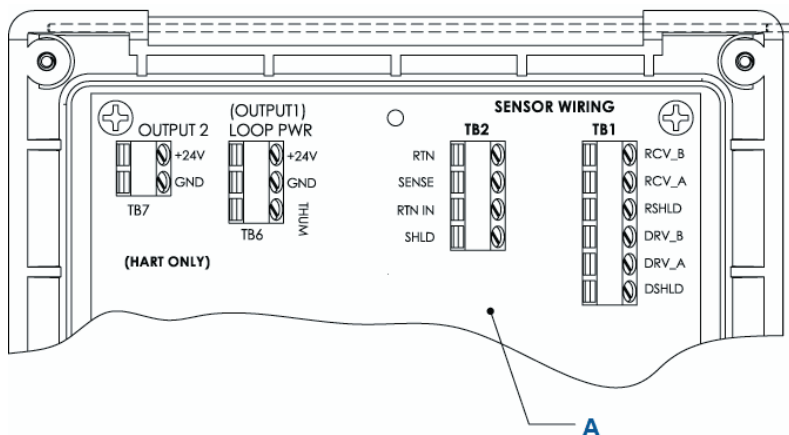 SENSOR WIRING
(OUTPUT1)
OUTPUT 2
LOOP PWR
TB2
TB1
+24V
GND
TB7
+24V
GND
THUM
TB6
RTN
SENSE
RTN IN
SHLD
RCV_B
RCV_A
RSHLD
DRV_B
DRV_A
DSHLD
(HART ONLY)
A